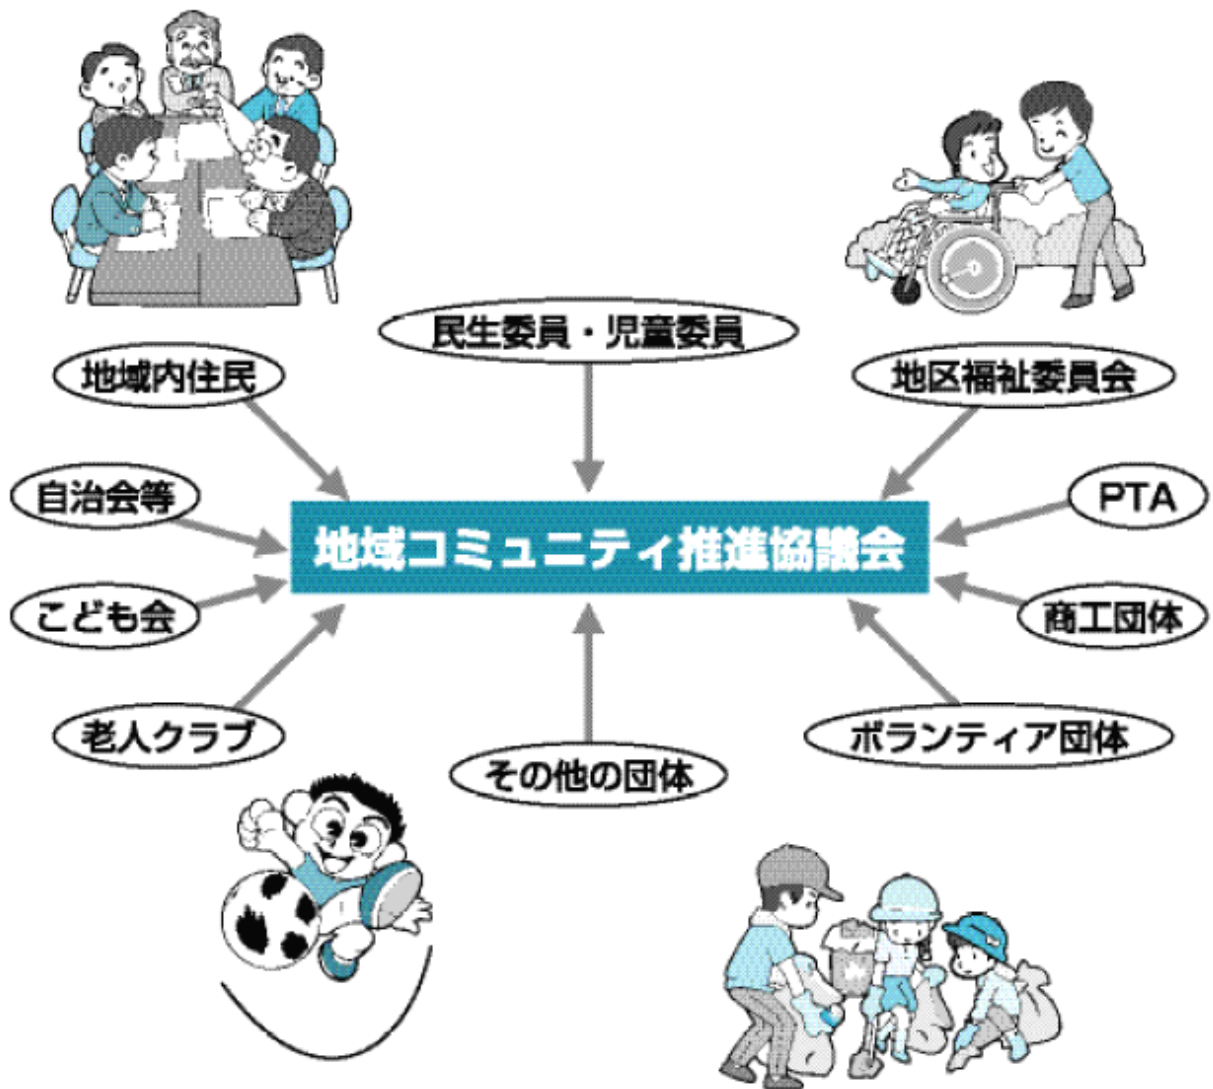 民生委員・児童委員
地域内住民
地区福祉委員会
自治会等
PTA
地域コミュニティ推進協議会
こども会
商工団体
老人クラブ
ボランティア団体
その他の団体